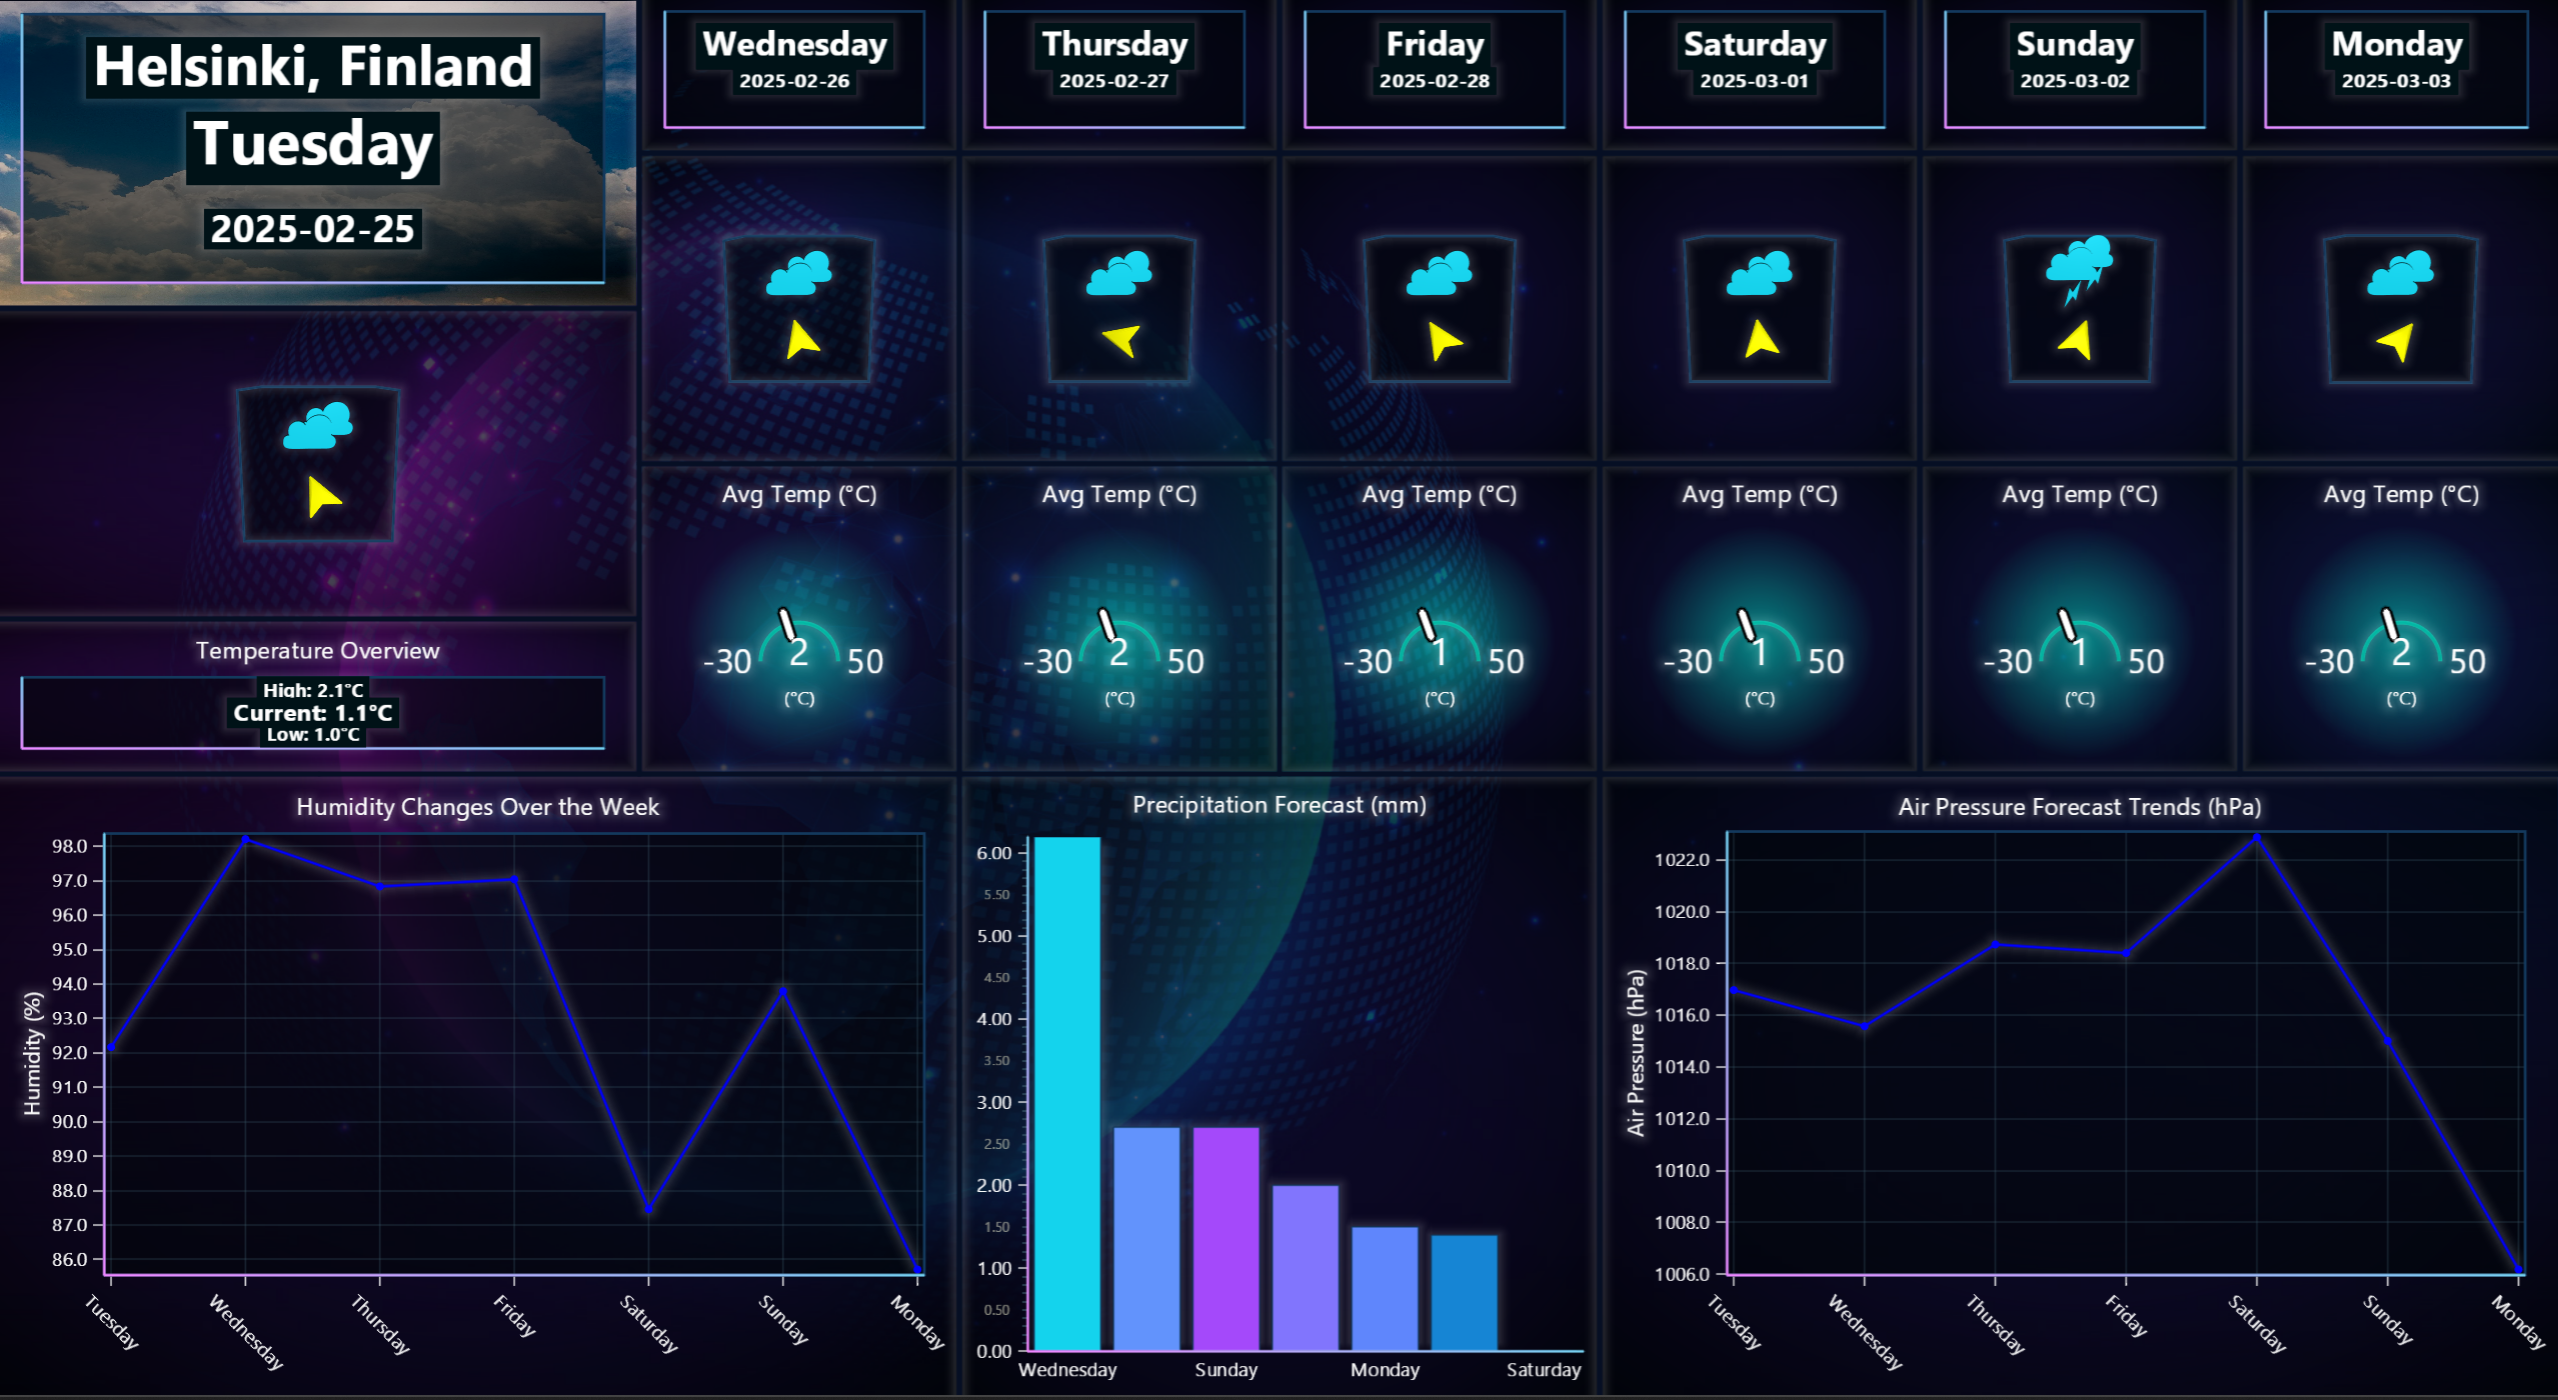 Helsinki, Finland
Tuesday
2025-02-25
Wednesday
2025-02-26
Thursday
2025-02-27
Friday
2025-02-28
Saturday
2025-03-01
Sunday
2025-03-02
Monday
2025-03-03
Temperature Overview
High: 2.1°C
Current: 1.1°C
Low: 1.0°C
Avg Temp (°C)
-30 2 50
(°C)
Avg Temp (°C)
-30 2 50
(°C)
Avg Temp (°C)
-30 1 50
(°C)
Avg Temp (°C)
-30 1 50
(°C)
Avg Temp (°C)
-30 1 50
(°C)
Avg Temp (°C)
-30 2 50
(°C)
Humidity Changes Over the Week
Humidity (%)
98.0
97.0
96.0
95.0
94.0
93.0
92.0
91.0
90.0
89.0
88.0
87.0
86.0
Tuesday
Wednesday
Thursday
Friday
Saturday
Sunday
Monday
Precipitation Forecast (mm)
6.00
5.50
5.00
4.50
4.00
3.50
3.00
2.50
2.00
1.50
1.00
0.50
0.00
Wednesday Sunday Monday Saturday
Air Pressure Forecast Trends (hPa)
Air Pressure (hPa)
1022.0
1020.0
1018.0
1016.0
1014.0
1012.0
1010.0
1008.0
1006.0
Tuesday
Wednesday
Thursday
Friday
Saturday
Sunday
Monday